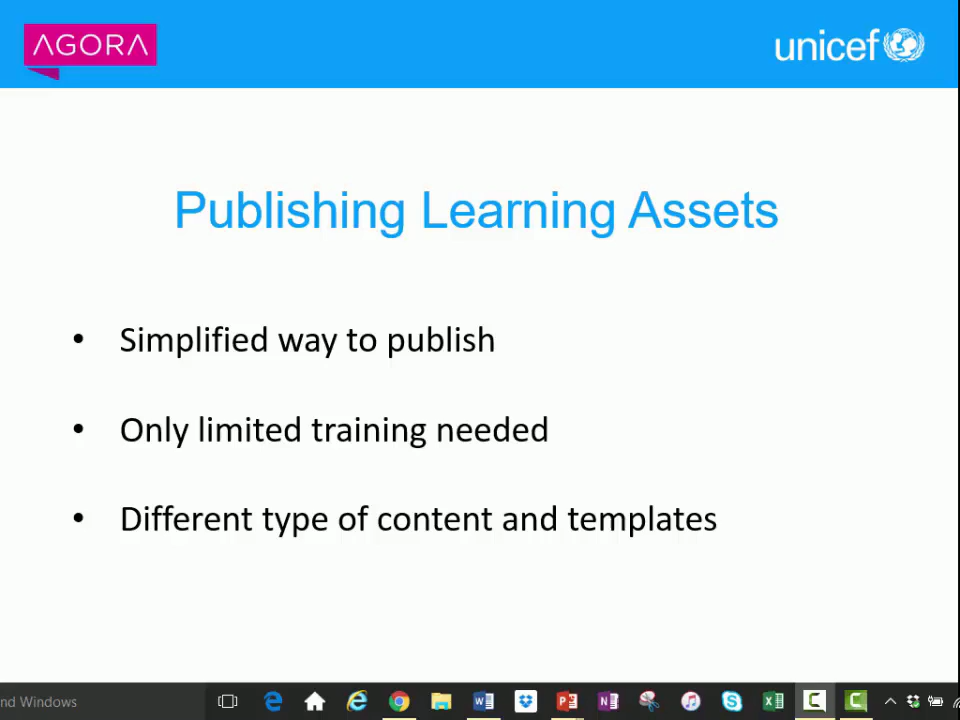 AGORA
unicef
Publishing Learning Assets
• Simplified way to publish
• Only limited training needed
• Different type of content and templates
nd Windows